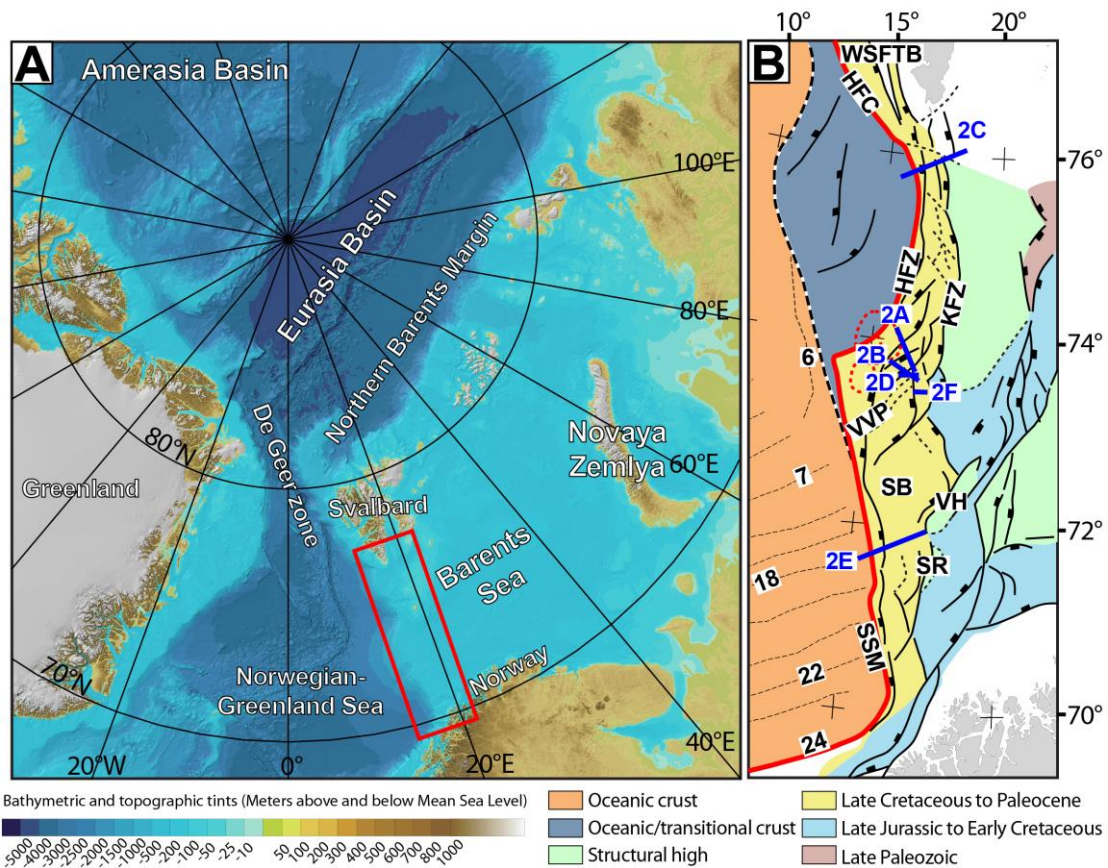 A
Amerasia Basin
Eurasia Basin
Northern Barents Margin
100°E
80°E
60°E
40°E
20°E
0°
20°W
80°N
70°N
Greenland
De Geer zone
Svalbard
Novaya
Zemlya
Barents
Sea
Norwegian-
Greenland Sea
Norway
10° 15° 20°
B
WSFTB
HFC
2C
76°
HFZ
KFZ
2A
74°
2B
6
2D
2F
VVP
7
SB
VH
72°
2E
SR
18
SSM
22
70°
24
Bathymetric and topographic tints (Meters above and below Mean Sea Level)
-5000 -4000 -3000 -2500 -2000 -1500 -1000 -500 -250 -100 -75 -50 -25 -10 50 100 200 300 400 500 600 700 800 1000
Oceanic crust
Oceanic/transitional crust
Structural high
Late Cretaceous to Paleocene
Late Jurassic to Early Cretaceous
Late Paleozoic